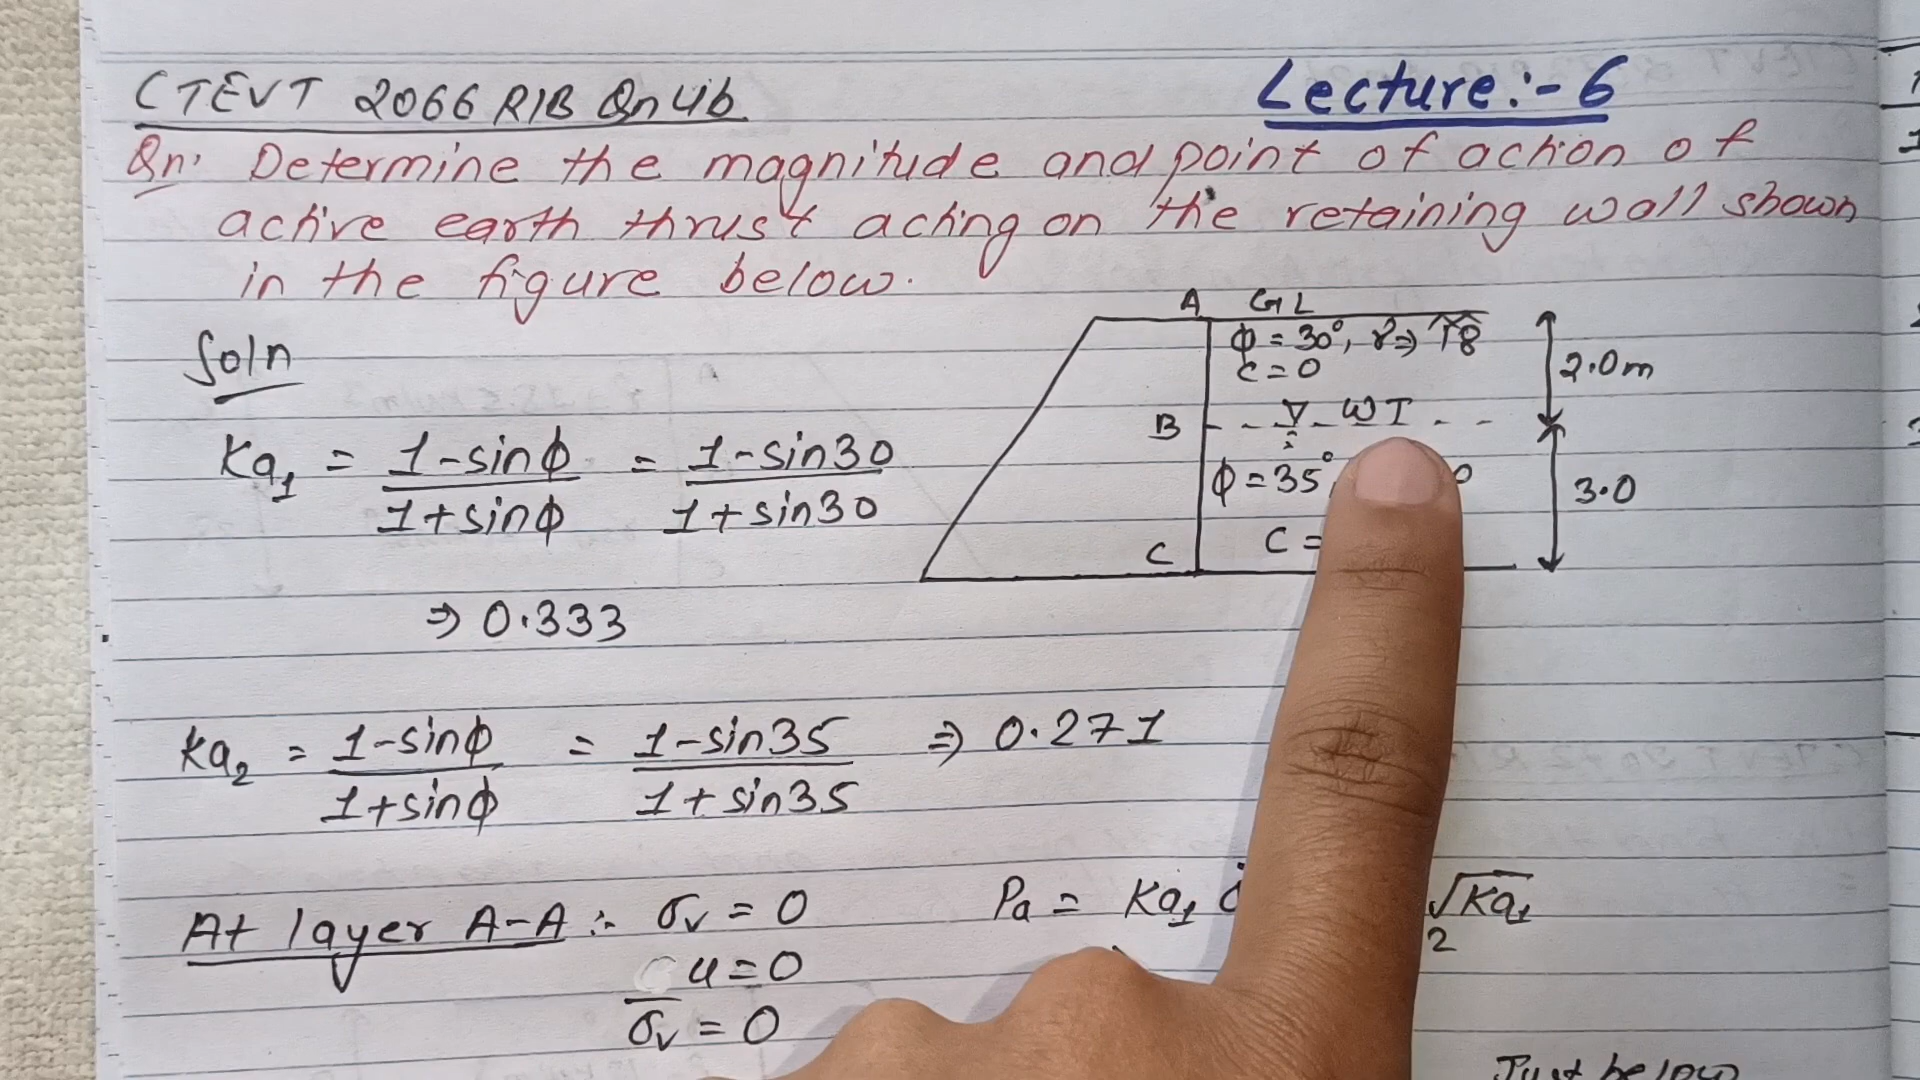 CTEVT 2066 R/B Qn 4b
Lecture:- 6
Qn: Determine the magnitude and point of action of
active earth thrust acting on the retaining wall shown
in the figure below.
Soln
A GL
ϕ = 30°, γ ⇒ 18
C = 0
2.0m
B WT
ϕ = 35°
3.0
C C =
Ka₁ = 1-sinϕ / 1+sinϕ = 1-sin30 / 1+sin30
⇒ 0.333
Ka₂ = 1-sinϕ / 1+sinϕ = 1-sin35 / 1+sin35 ⇒ 0.271
At layer A-A :- σv = 0
Pa = Ka₁ √Ka₁
2
u = 0
σ̅v = 0
Just below